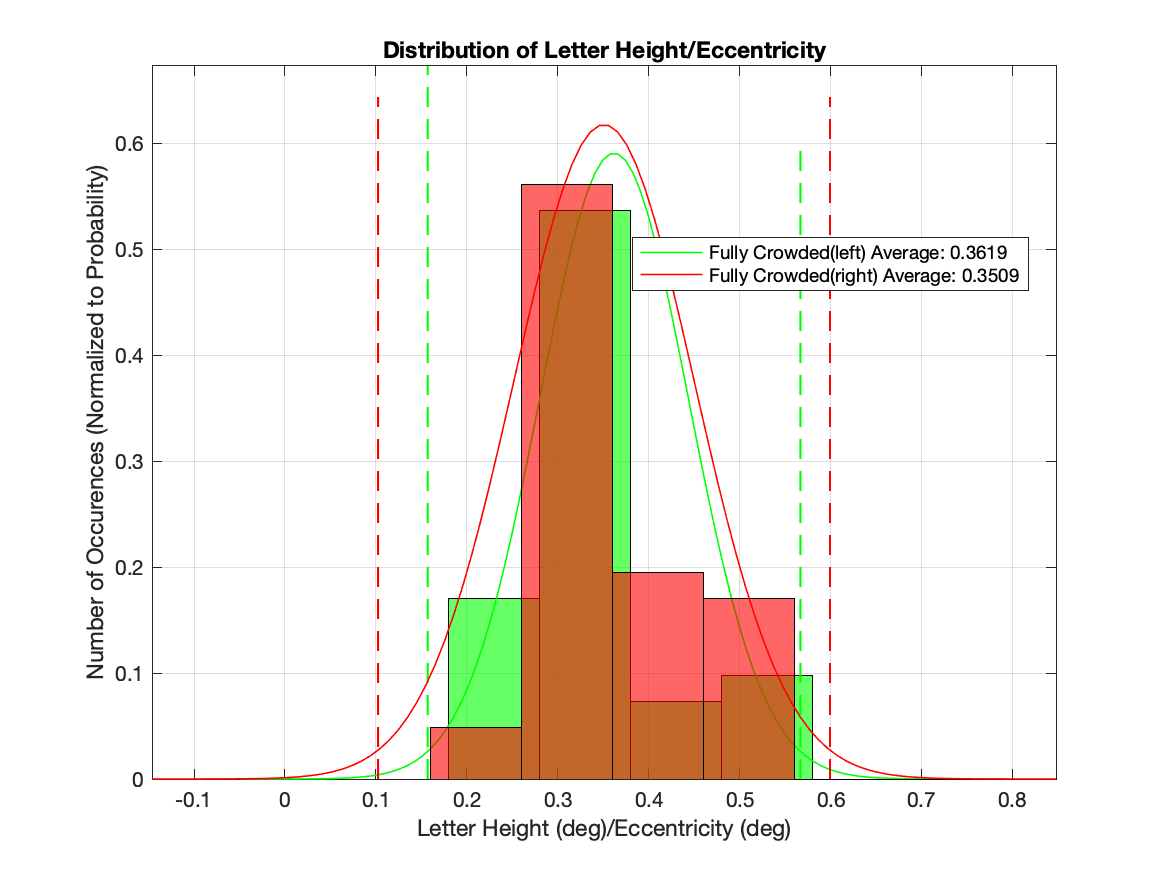 Distribution of Letter Height/Eccentricity
Number of Occurences (Normalized to Probability)
0.6
0.5
0.4
0.3
0.2
0.1
0
Fully Crowded(left) Average: 0.3619
Fully Crowded(right) Average: 0.3509
-0.1 0 0.1 0.2 0.3 0.4 0.5 0.6 0.7 0.8
Letter Height (deg)/Eccentricity (deg)